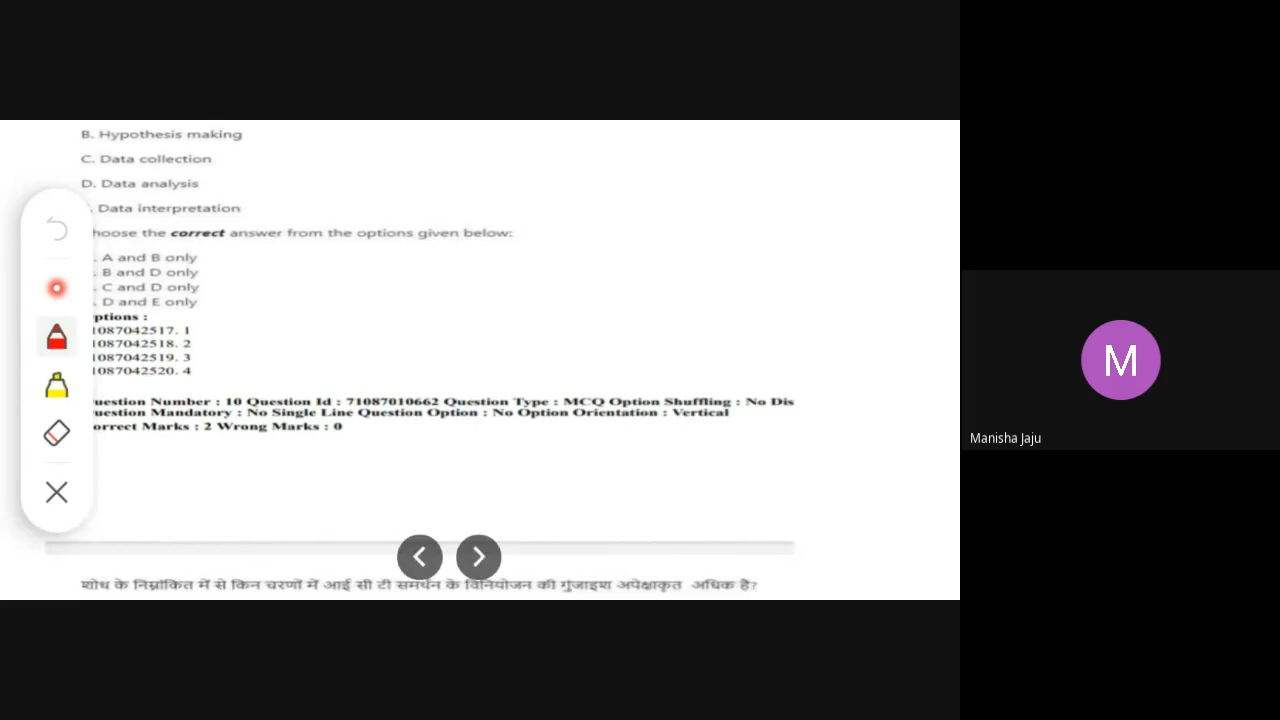 B. Hypothesis making
C. Data collection
D. Data analysis
. Data interpretation
hoose the correct answer from the options given below:
. A and B only
. B and D only
. C and D only
. D and E only
ptions :
1087042517. 1
1087042518. 2
1087042519. 3
1087042520. 4
uestion Number : 10 Question Id : 71087010662 Question Type : MCQ Option Shuffling : No Dis
uestion Mandatory : No Single Line Question Option : No Option Orientation : Vertical
orrect Marks : 2 Wrong Marks : 0
शोध के निम्नांकित में से किन चरणों में आई सी टी समर्थन के विनियोजन की गुंजाइश अपेक्षाकृत अधिक है?
M
Manisha Jaju